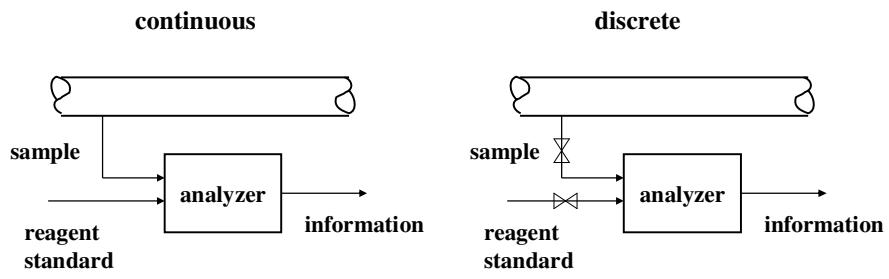 continuous
sample
analyzer
information
reagent
standard
discrete
sample
analyzer
information
reagent
standard